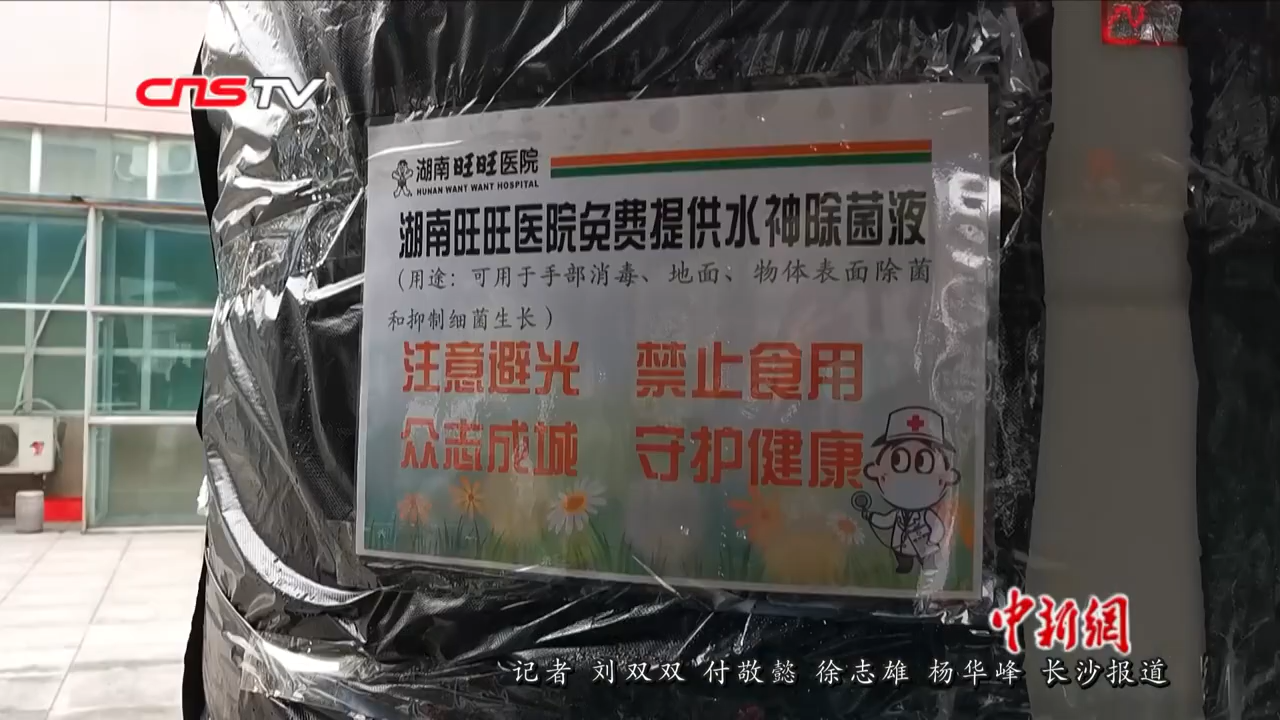 CNSTV
湖南旺旺医院
HUNAN WANT WANT HOSPITAL
湖南旺旺医院免费提供水神除菌液
(用途：可用于手部消毒、地面、物体表面除菌
和抑制细菌生长)
注意避光 禁止食用
众志成诚 守护健康
中新網
记者 刘双双 付敬懿 徐志雄 杨华峰 长沙报道